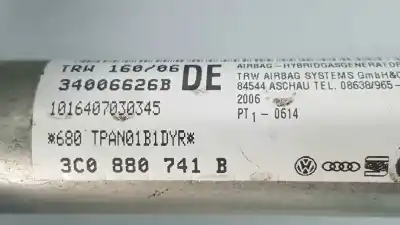 TRW 160/06
34006626B
DE
1016407030345
*680 TPAN01B1DYR*
3C0 880 741 B
AIRBAG-HYBRIDGASGENERATOR
TRW AIRBAG SYSTEMS GmbH&C
84544 ASCHAU TEL. 08638/965-
2006
PT1-0614